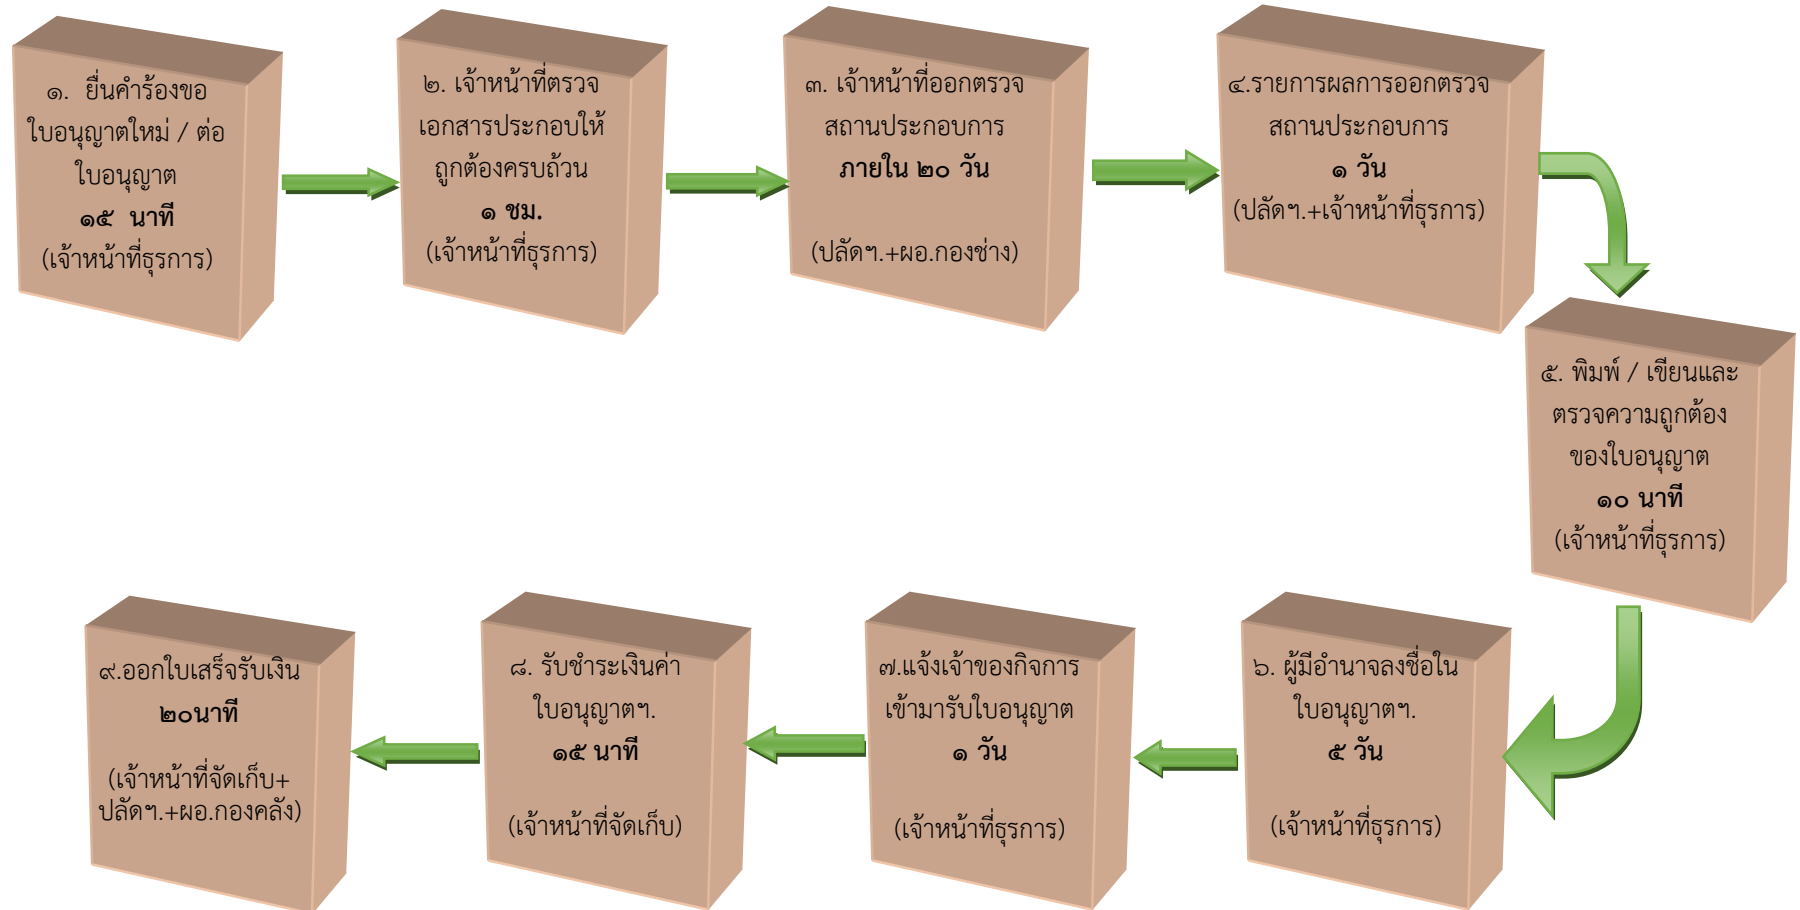 ๑. ยื่นคำร้องขอ
ใบอนุญาตใหม่ / ต่อ
ใบอนุญาต
๑๕ นาที
(เจ้าหน้าที่ธุรการ)
๒. เจ้าหน้าที่ตรวจ
เอกสารประกอบให้
ถูกต้องครบถ้วน
๑ ชม.
(เจ้าหน้าที่ธุรการ)
๓. เจ้าหน้าที่ออกตรวจ
สถานประกอบการ
ภายใน ๒๐ วัน
(ปลัดฯ.+ผอ.กองช่าง)
๔.รายการผลการออกตรวจ
สถานประกอบการ
๑ วัน
(ปลัดฯ.+เจ้าหน้าที่ธุรการ)
๕. พิมพ์ / เขียนและ
ตรวจความถูกต้อง
ของใบอนุญาต
๑๐ นาที
(เจ้าหน้าที่ธุรการ)
๖. ผู้มีอำนาจลงชื่อใน
ใบอนุญาตฯ.
๕ วัน
(เจ้าหน้าที่ธุรการ)
๗.แจ้งเจ้าของกิจการ
เข้ามารับใบอนุญาต
๑ วัน
(เจ้าหน้าที่ธุรการ)
๘. รับชำระเงินค่า
ใบอนุญาตฯ.
๑๕ นาที
(เจ้าหน้าที่จัดเก็บ)
๙.ออกใบเสร็จรับเงิน
๒๐นาที
(เจ้าหน้าที่จัดเก็บ+
ปลัดฯ.+ผอ.กองคลัง)